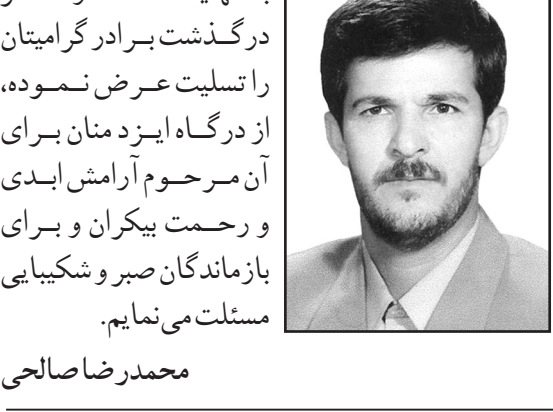 درگذشت برادر گرامیتان
را تسلیت عرض نموده،
از درگاه ایزد منان برای
آن مرحوم آرامش ابدی
و رحمت بیکران و برای
بازماندگان صبر و شکیبایی
مسئلت می‌نمایم.
محمدرضا صالحی